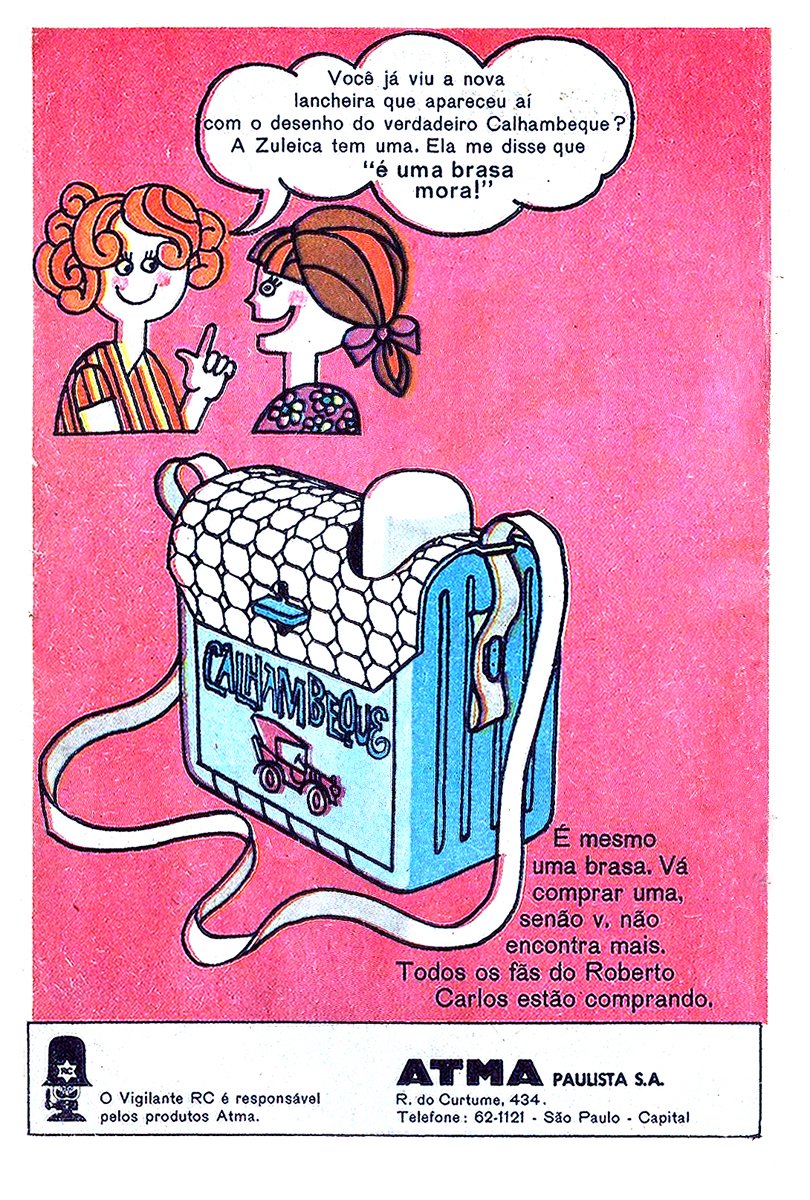 Você já viu a nova
lancheira que apareceu aí
com o desenho do verdadeiro Calhambeque?
A Zuleica tem uma. Ela me disse que
“é uma brasa
mora!”
CALHAMBEQUE
É mesmo
uma brasa. Vá
comprar uma,
senão v. não
encontra mais.
Todos os fãs do Roberto
Carlos estão comprando.
RC
O Vigilante RC é responsável
pelos produtos Atma.
ATMA PAULISTA S.A.
R. do Curtume, 434.
Telefone: 62-1121 - São Paulo - Capital